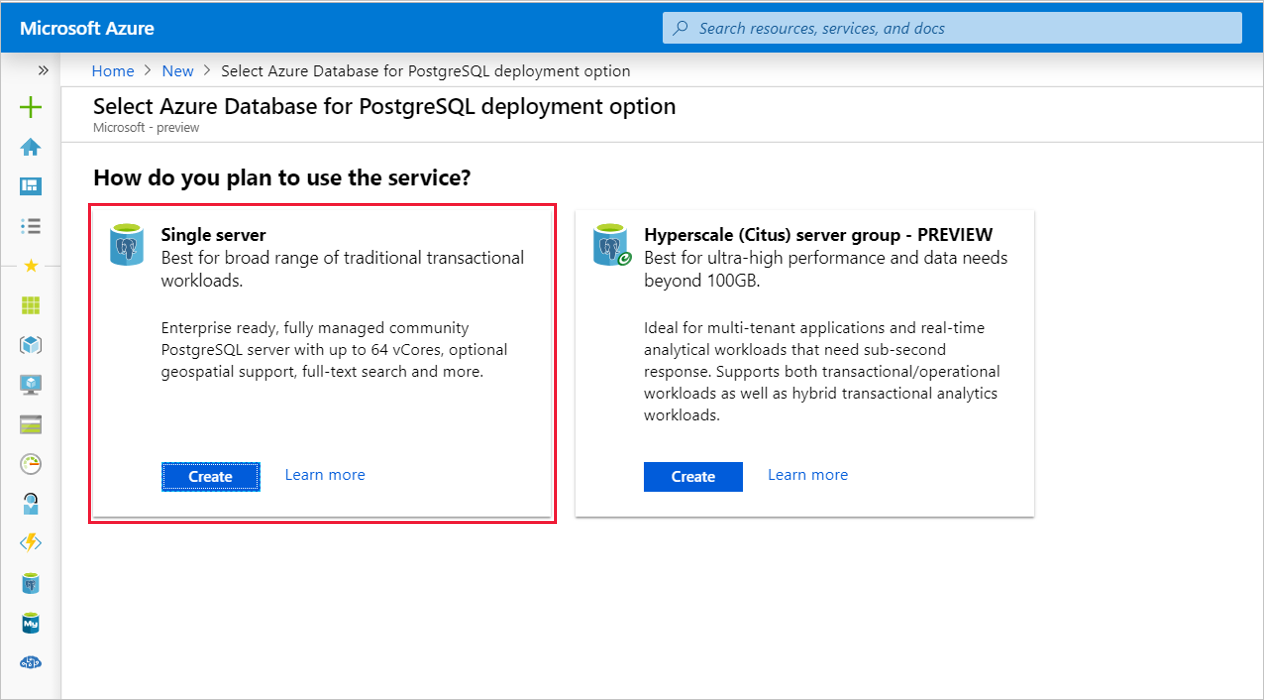 Microsoft Azure
Search resources, services, and docs
Home > New > Select Azure Database for PostgreSQL deployment option
Select Azure Database for PostgreSQL deployment option
Microsoft - preview
How do you plan to use the service?
Single server
Best for broad range of traditional transactional
workloads.
Enterprise ready, fully managed community
PostgreSQL server with up to 64 vCores, optional
geospatial support, full-text search and more.
Create
Learn more
Hyperscale (Citus) server group - PREVIEW
Best for ultra-high performance and data needs
beyond 100GB.
Ideal for multi-tenant applications and real-time
analytical workloads that need sub-second
response. Supports both transactional/operational
workloads as well as hybrid transactional analytics
workloads.
Create
Learn more
My